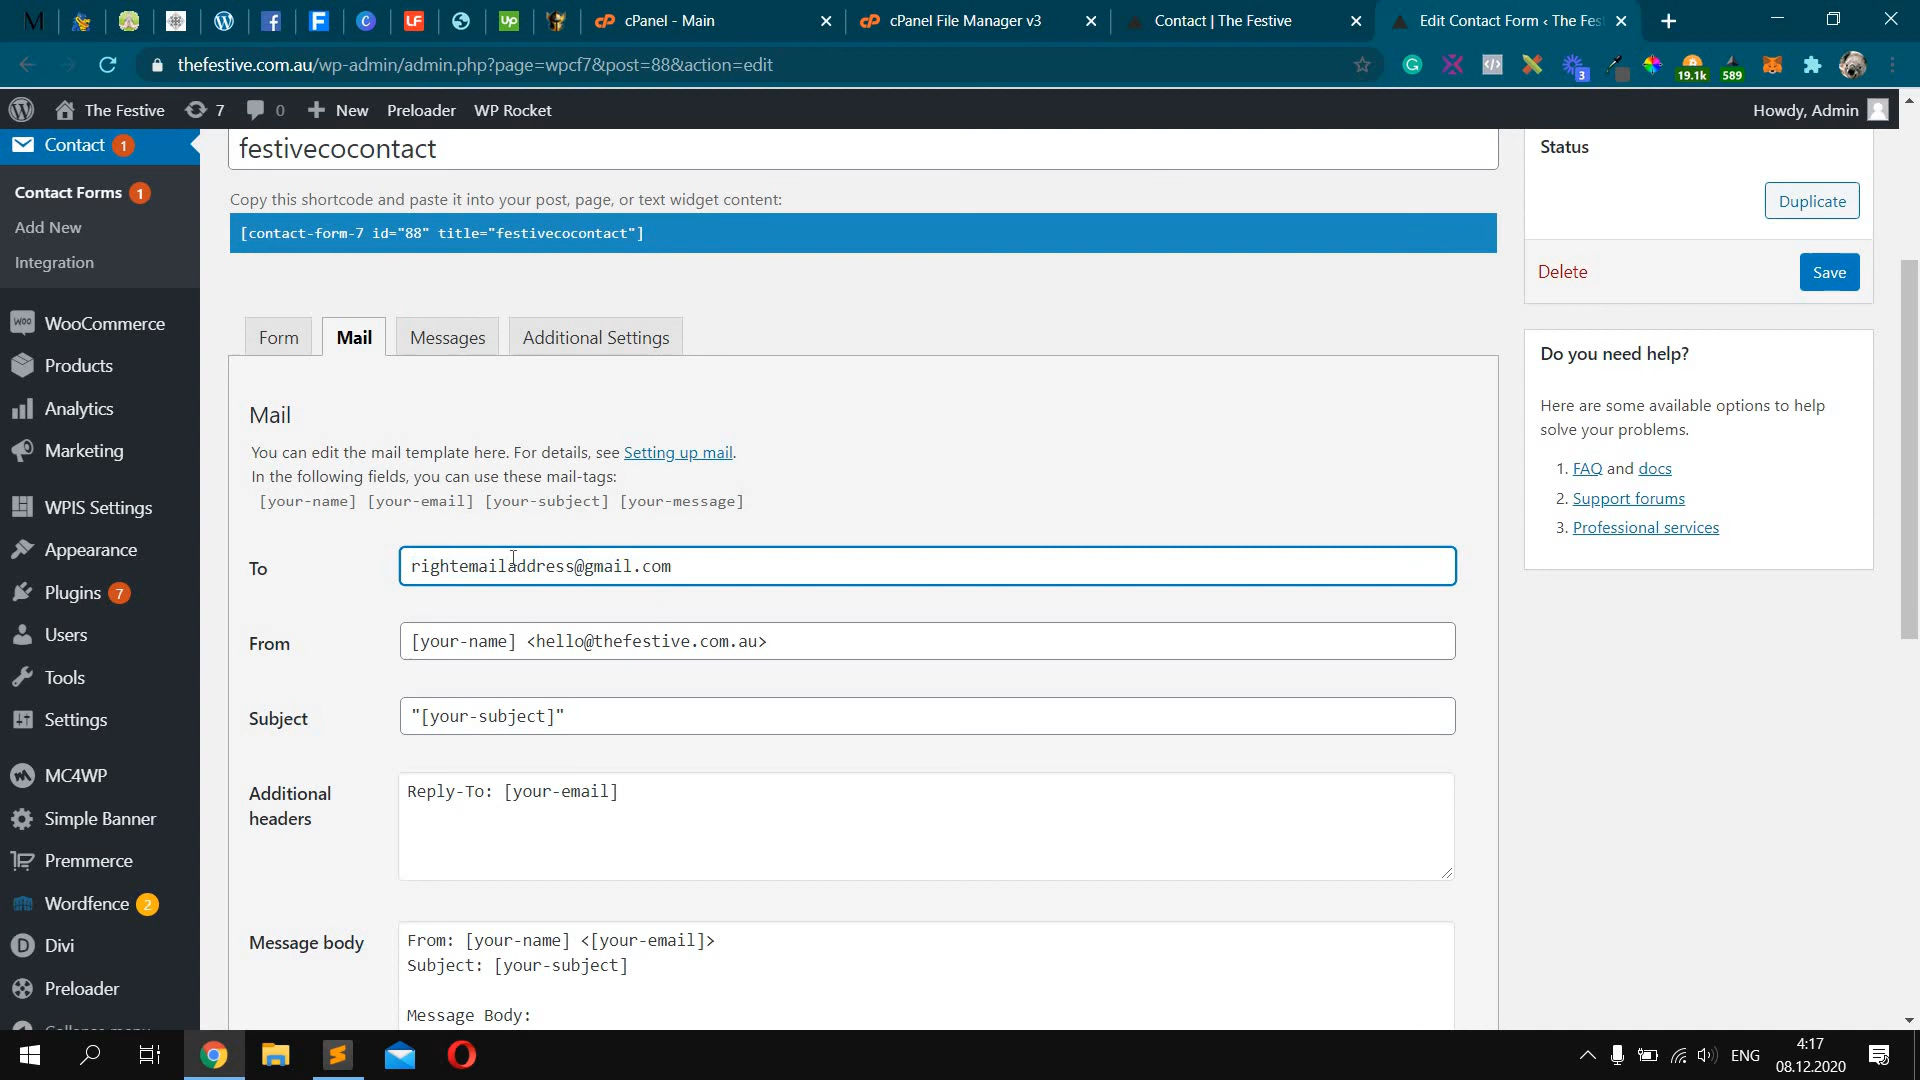 cPanel - Main
cPanel File Manager v3
Contact | The Festive
Edit Contact Form ‹ The Fes
thefestive.com.au/wp-admin/admin.php?page=wpcf7&post=88&action=edit
3
19.1k
589
The Festive
7
0
New
Preloader
WP Rocket
Howdy, Admin
Contact 1
Contact Forms 1
Add New
Integration
WooCommerce
Products
Analytics
Marketing
WPIS Settings
Appearance
Plugins 7
Users
Tools
Settings
MC4WP
Simple Banner
Premmerce
Wordfence 2
Divi
Preloader
Collapse menu
festivecocontact
Copy this shortcode and paste it into your post, page, or text widget content:
[contact-form-7 id="88" title="festivecocontact"]
Form
Mail
Messages
Additional Settings
Mail
You can edit the mail template here. For details, see Setting up mail.
In the following fields, you can use these mail-tags:
[your-name] [your-email] [your-subject] [your-message]
To
rightemailaddress@gmail.com
From
[your-name] <hello@thefestive.com.au>
Subject
"[your-subject]"
Additional
headers
Reply-To: [your-email]
Message body
From: [your-name] <[your-email]>
Subject: [your-subject]
Message Body:
Status
Duplicate
Delete
Save
Do you need help?
Here are some available options to help
solve your problems.
1. FAQ and docs
2. Support forums
3. Professional services
ENG
4:17
08.12.2020